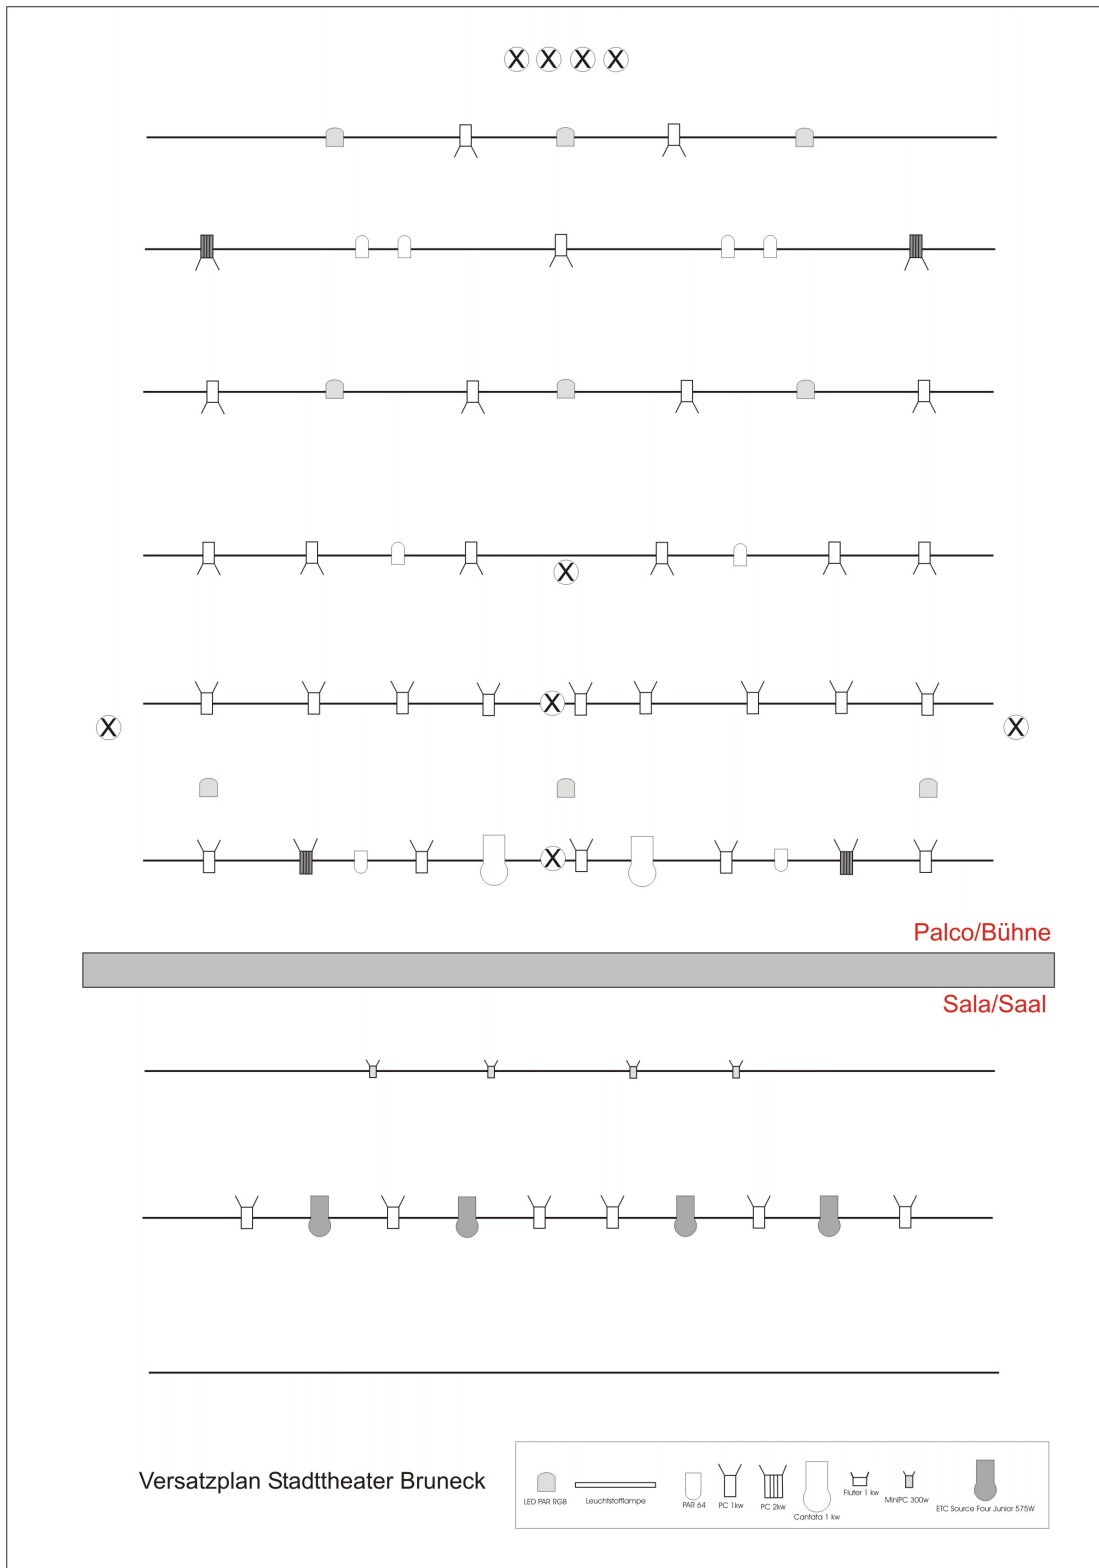 X X X X
X
X
X X
X
Palco/Bühne
Sala/Saal
Versatzplan Stadttheater Bruneck
LED PAR RGB
Leuchtstofflampe
PAR 64
PC 1kw
PC 2kw
Cantata 1 kw
Fluter 1 kw
MiniPC 300w
ETC Source Four Junior 575W